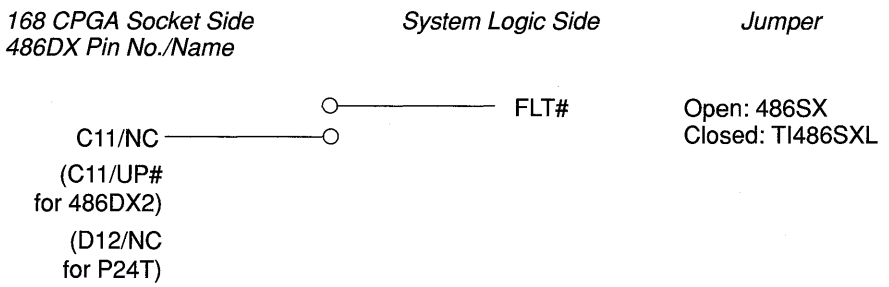 168 CPGA Socket Side System Logic Side Jumper
486DX Pin No./Name
FLT# Open: 486SX
C11/NC Closed: TI486SXL
(C11/UP#
for 486DX2)
(D12/NC
for P24T)